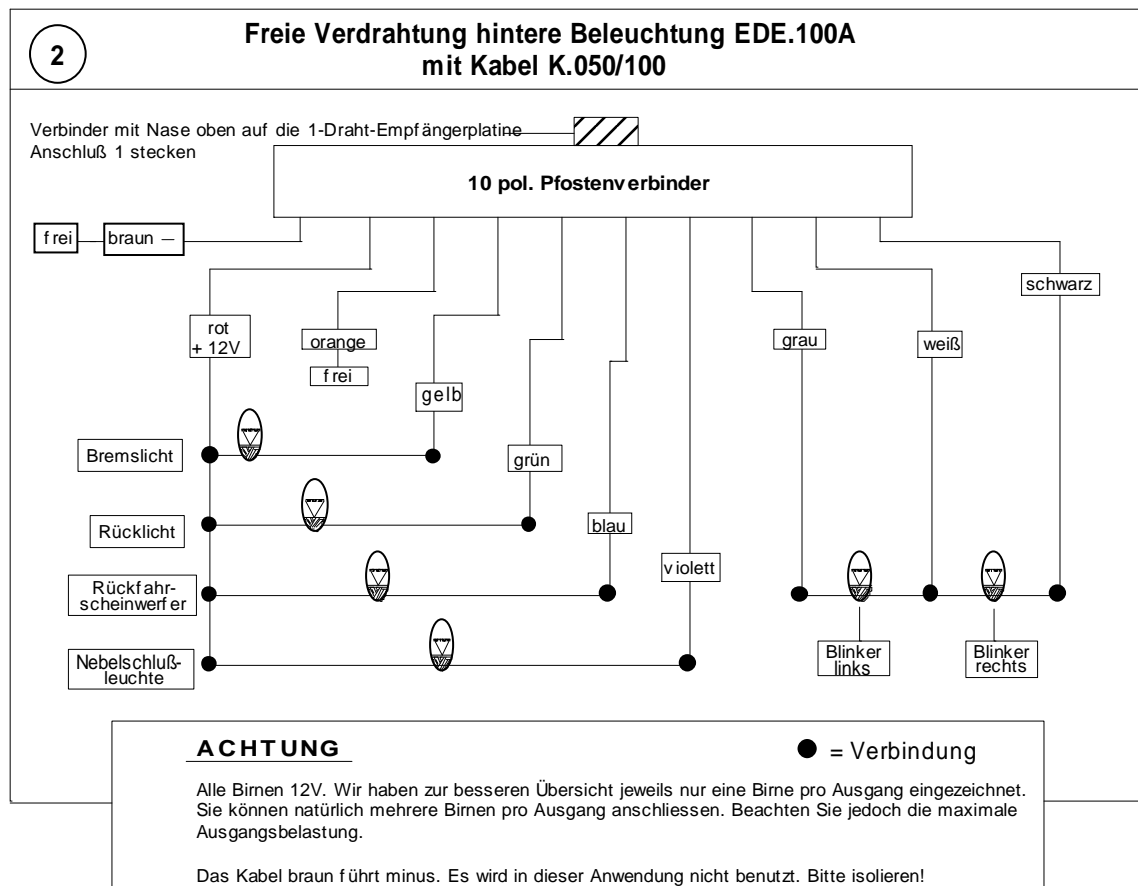 2
Freie Verdrahtung hintere Beleuchtung EDE.100A
mit Kabel K.050/100
Verbinder mit Nase oben auf die 1-Draht-Empfängerplatine
Anschluß 1 stecken
10 pol. Pfostenverbinder
frei
braun –
schwarz
rot
+ 12V
orange
frei
grau
weiß
gelb
Bremslicht
grün
Rücklicht
blau
violett
Rückfahr-
scheinwerfer
Nebelschluß-
leuchte
Blinker
links
Blinker
rechts
ACHTUNG
= Verbindung
Alle Birnen 12V. Wir haben zur besseren Übersicht jeweils nur eine Birne pro Ausgang eingezeichnet.
Sie können natürlich mehrere Birnen pro Ausgang anschliessen. Beachten Sie jedoch die maximale
Ausgangsbelastung.
Das Kabel braun führt minus. Es wird in dieser Anwendung nicht benutzt. Bitte isolieren!